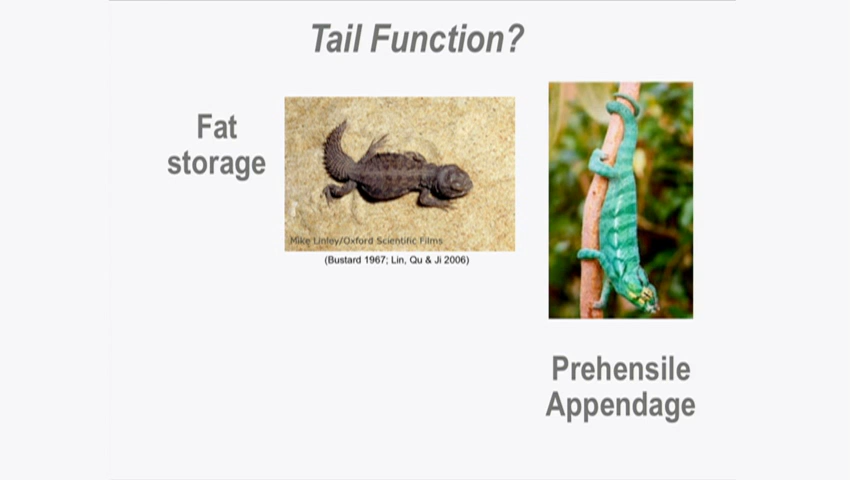 Tail Function?
Fat
storage
Mike Linley/Oxford Scientific Films
(Bustard 1967; Lin, Qu & Ji 2006)
Prehensile
Appendage